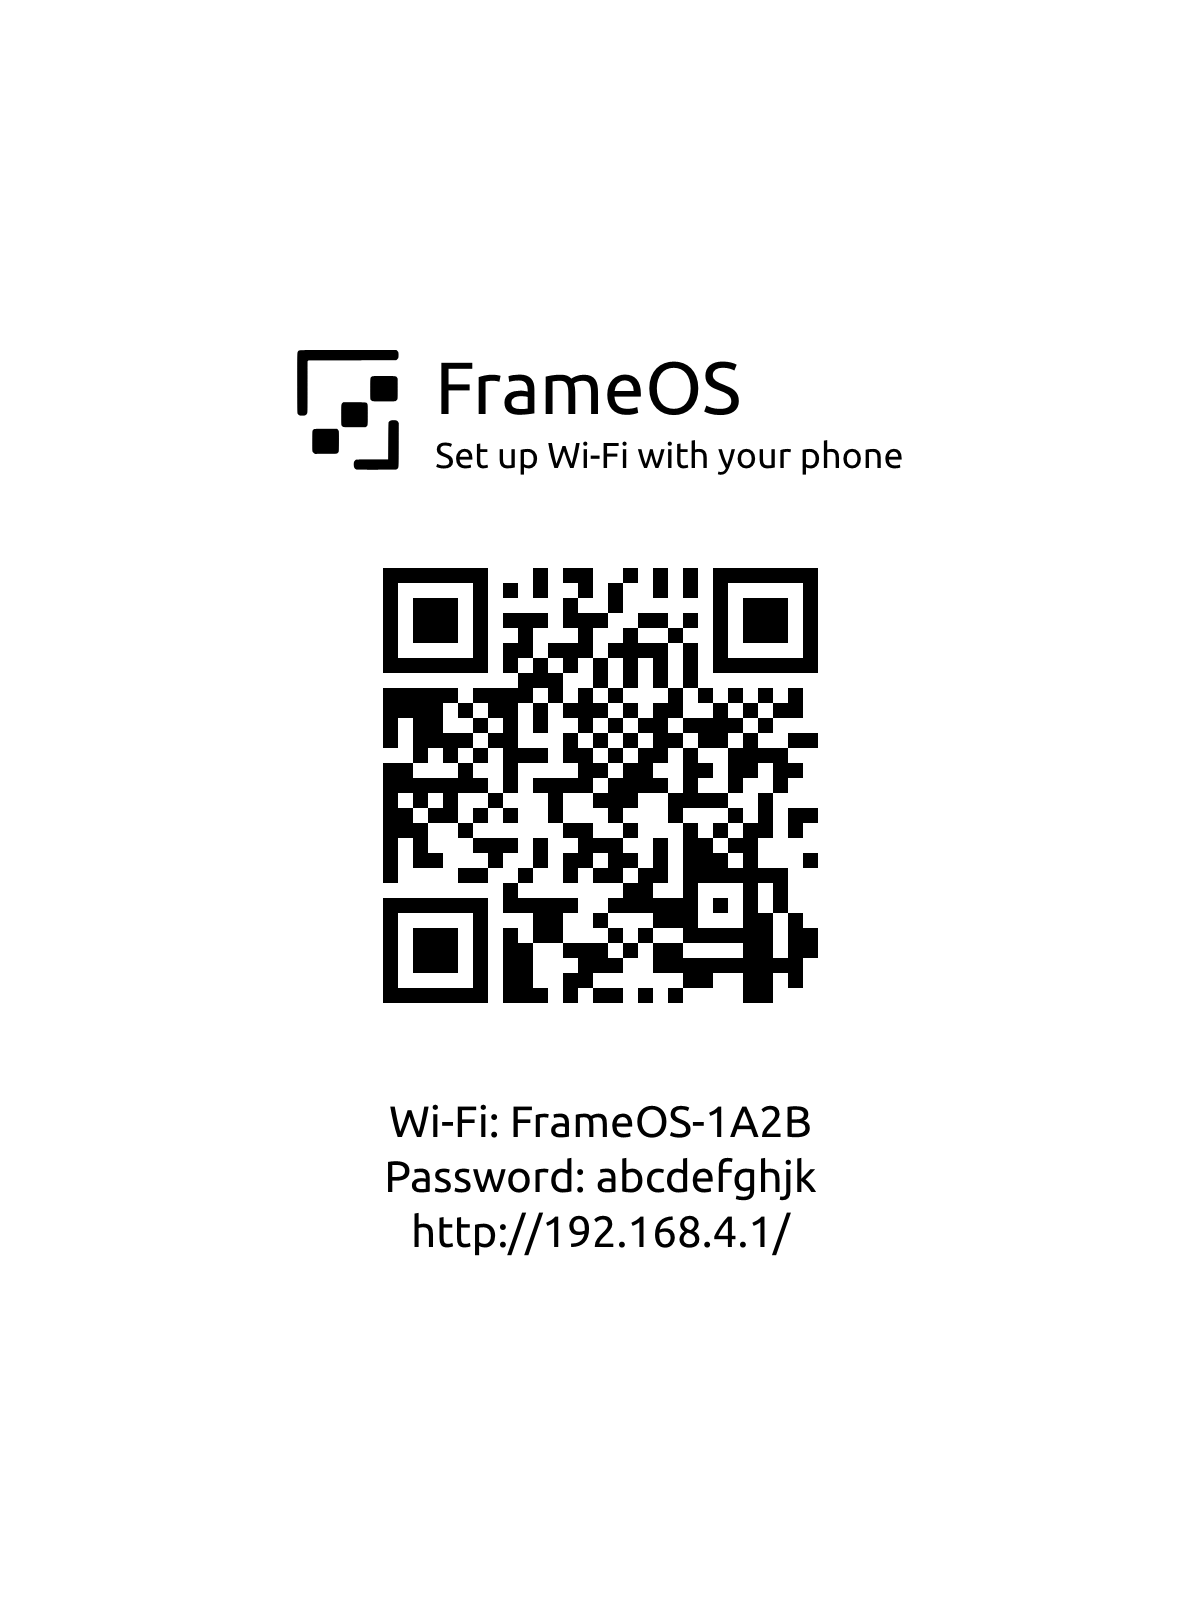 FrameOS
Set up Wi-Fi with your phone
Wi-Fi: FrameOS-1A2B
Password: abcdefghjk
http://192.168.4.1/